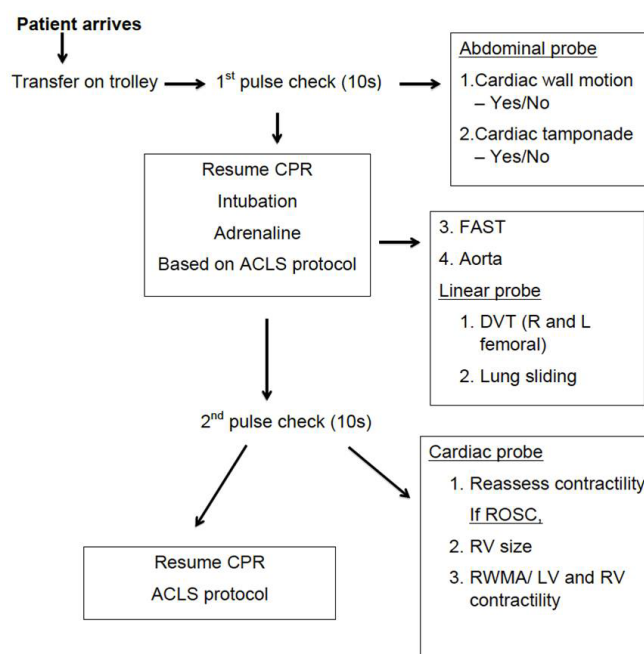 Patient arrives
Transfer on trolley
1st pulse check (10s)
Abdominal probe
1.Cardiac wall motion
– Yes/No
2.Cardiac tamponade
– Yes/No
Resume CPR
Intubation
Adrenaline
Based on ACLS protocol
3. FAST
4. Aorta
Linear probe
1. DVT (R and L
femoral)
2. Lung sliding
2nd pulse check (10s)
Resume CPR
ACLS protocol
Cardiac probe
1. Reassess contractility
If ROSC,
2. RV size
3. RWMA/ LV and RV
contractility